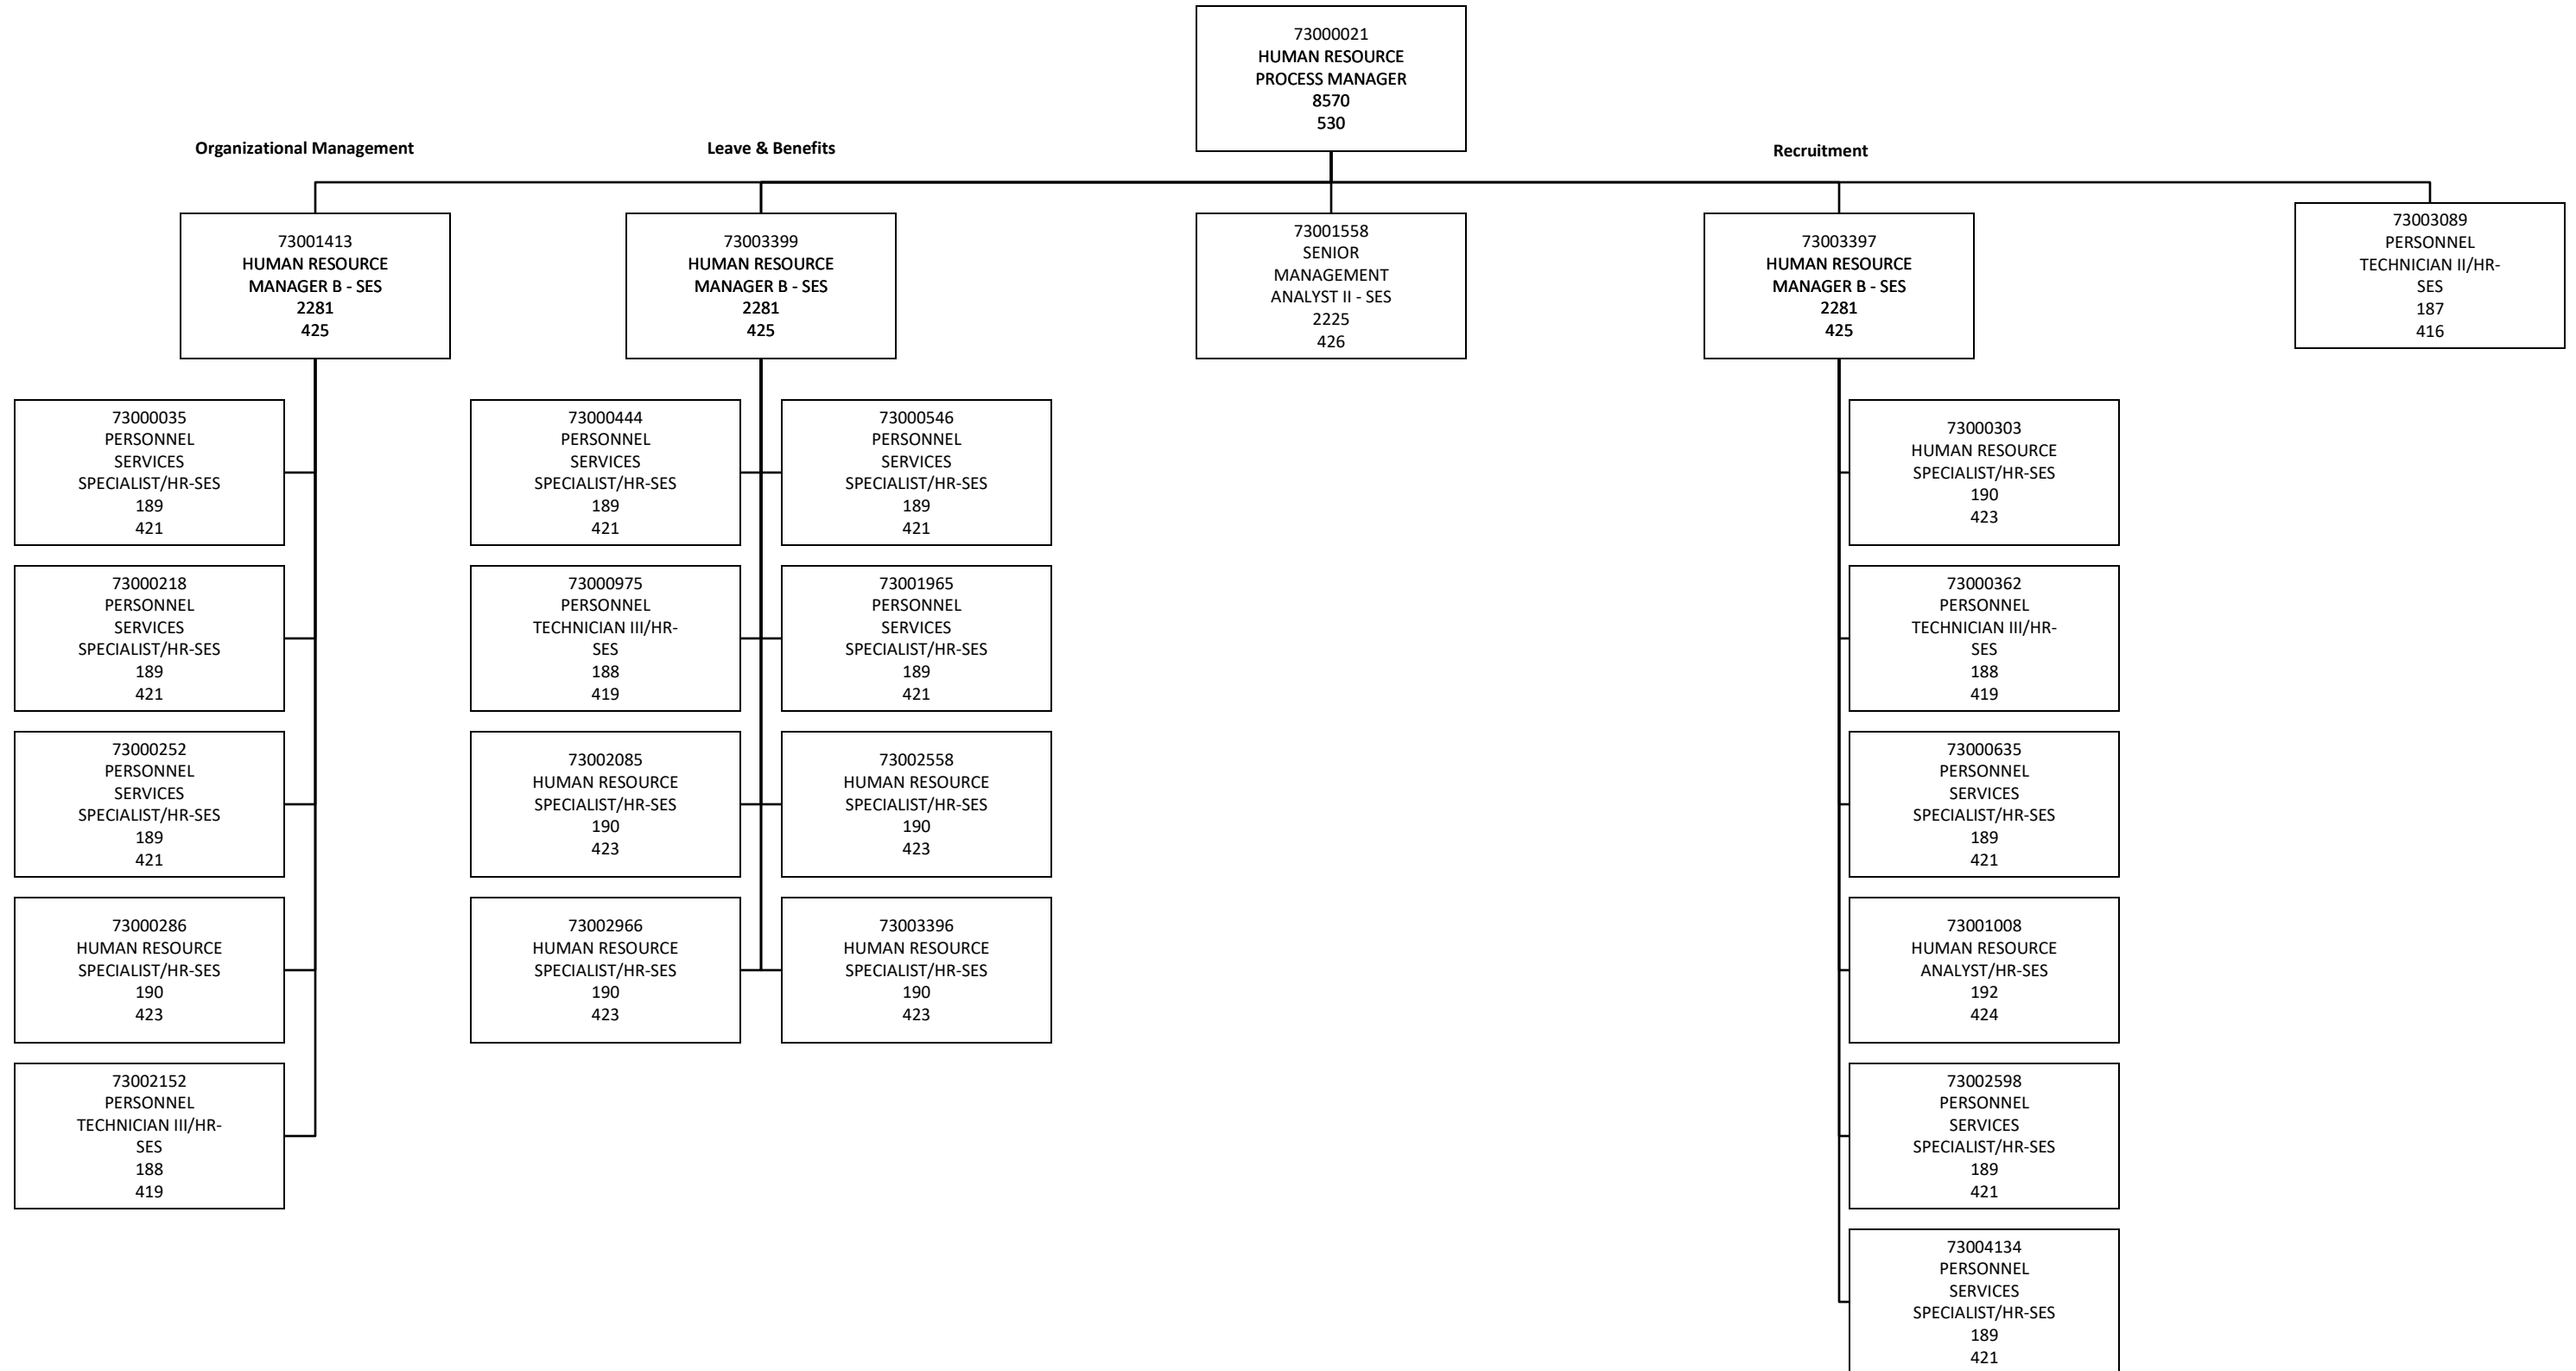 73000021
HUMAN RESOURCE
PROCESS MANAGER
8570
530
Organizational Management
Leave & Benefits
Recruitment
73001413
HUMAN RESOURCE
MANAGER B - SES
2281
425
73003399
HUMAN RESOURCE
MANAGER B - SES
2281
425
73001558
SENIOR
MANAGEMENT
ANALYST II - SES
2225
426
73003397
HUMAN RESOURCE
MANAGER B - SES
2281
425
73003089
PERSONNEL
TECHNICIAN II/HR-
SES
187
416
73000035
PERSONNEL
SERVICES
SPECIALIST/HR-SES
189
421
73000218
PERSONNEL
SERVICES
SPECIALIST/HR-SES
189
421
73000252
PERSONNEL
SERVICES
SPECIALIST/HR-SES
189
421
73000286
HUMAN RESOURCE
SPECIALIST/HR-SES
190
423
73002152
PERSONNEL
TECHNICIAN III/HR-
SES
188
419
73000444
PERSONNEL
SERVICES
SPECIALIST/HR-SES
189
421
73000546
PERSONNEL
SERVICES
SPECIALIST/HR-SES
189
421
73000975
PERSONNEL
TECHNICIAN III/HR-
SES
188
419
73001965
PERSONNEL
SERVICES
SPECIALIST/HR-SES
189
421
73002085
HUMAN RESOURCE
SPECIALIST/HR-SES
190
423
73002558
HUMAN RESOURCE
SPECIALIST/HR-SES
190
423
73002966
HUMAN RESOURCE
SPECIALIST/HR-SES
190
423
73003396
HUMAN RESOURCE
SPECIALIST/HR-SES
190
423
73000303
HUMAN RESOURCE
SPECIALIST/HR-SES
190
423
73000362
PERSONNEL
TECHNICIAN III/HR-
SES
188
419
73000635
PERSONNEL
SERVICES
SPECIALIST/HR-SES
189
421
73001008
HUMAN RESOURCE
ANALYST/HR-SES
192
424
73002598
PERSONNEL
SERVICES
SPECIALIST/HR-SES
189
421
73004134
PERSONNEL
SERVICES
SPECIALIST/HR-SES
189
421